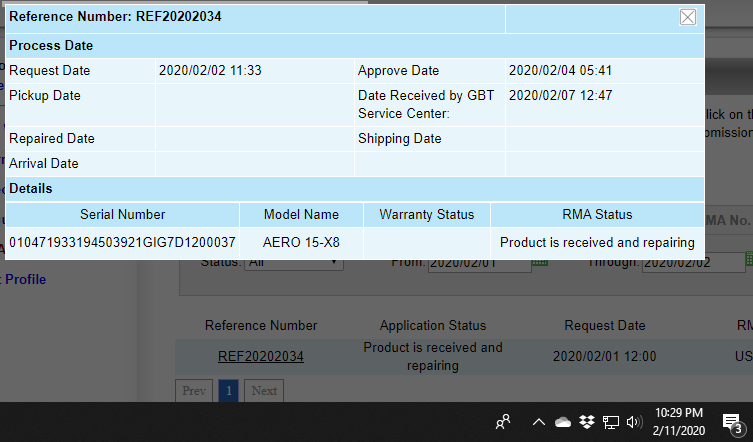 Reference Number: REF20202034
Process Date
Request Date 2020/02/02 11:33 Approve Date 2020/02/04 05:41
Pickup Date Date Received by GBT 2020/02/07 12:47
Service Center:
Repaired Date Shipping Date
Arrival Date
Details
Serial Number Model Name Warranty Status RMA Status
010471933194503921GIG7D1200037 AERO 15-X8 Product is received and repairing
lick on
MA No.
Status: All From: 2020/02/01 Through: 2020/02/02
Profile
Reference Number Application Status Request Date
REF20202034 Product is received and repairing 2020/02/01 12:00 US
Prev 1 Next
10:29 PM
2/11/2020
3